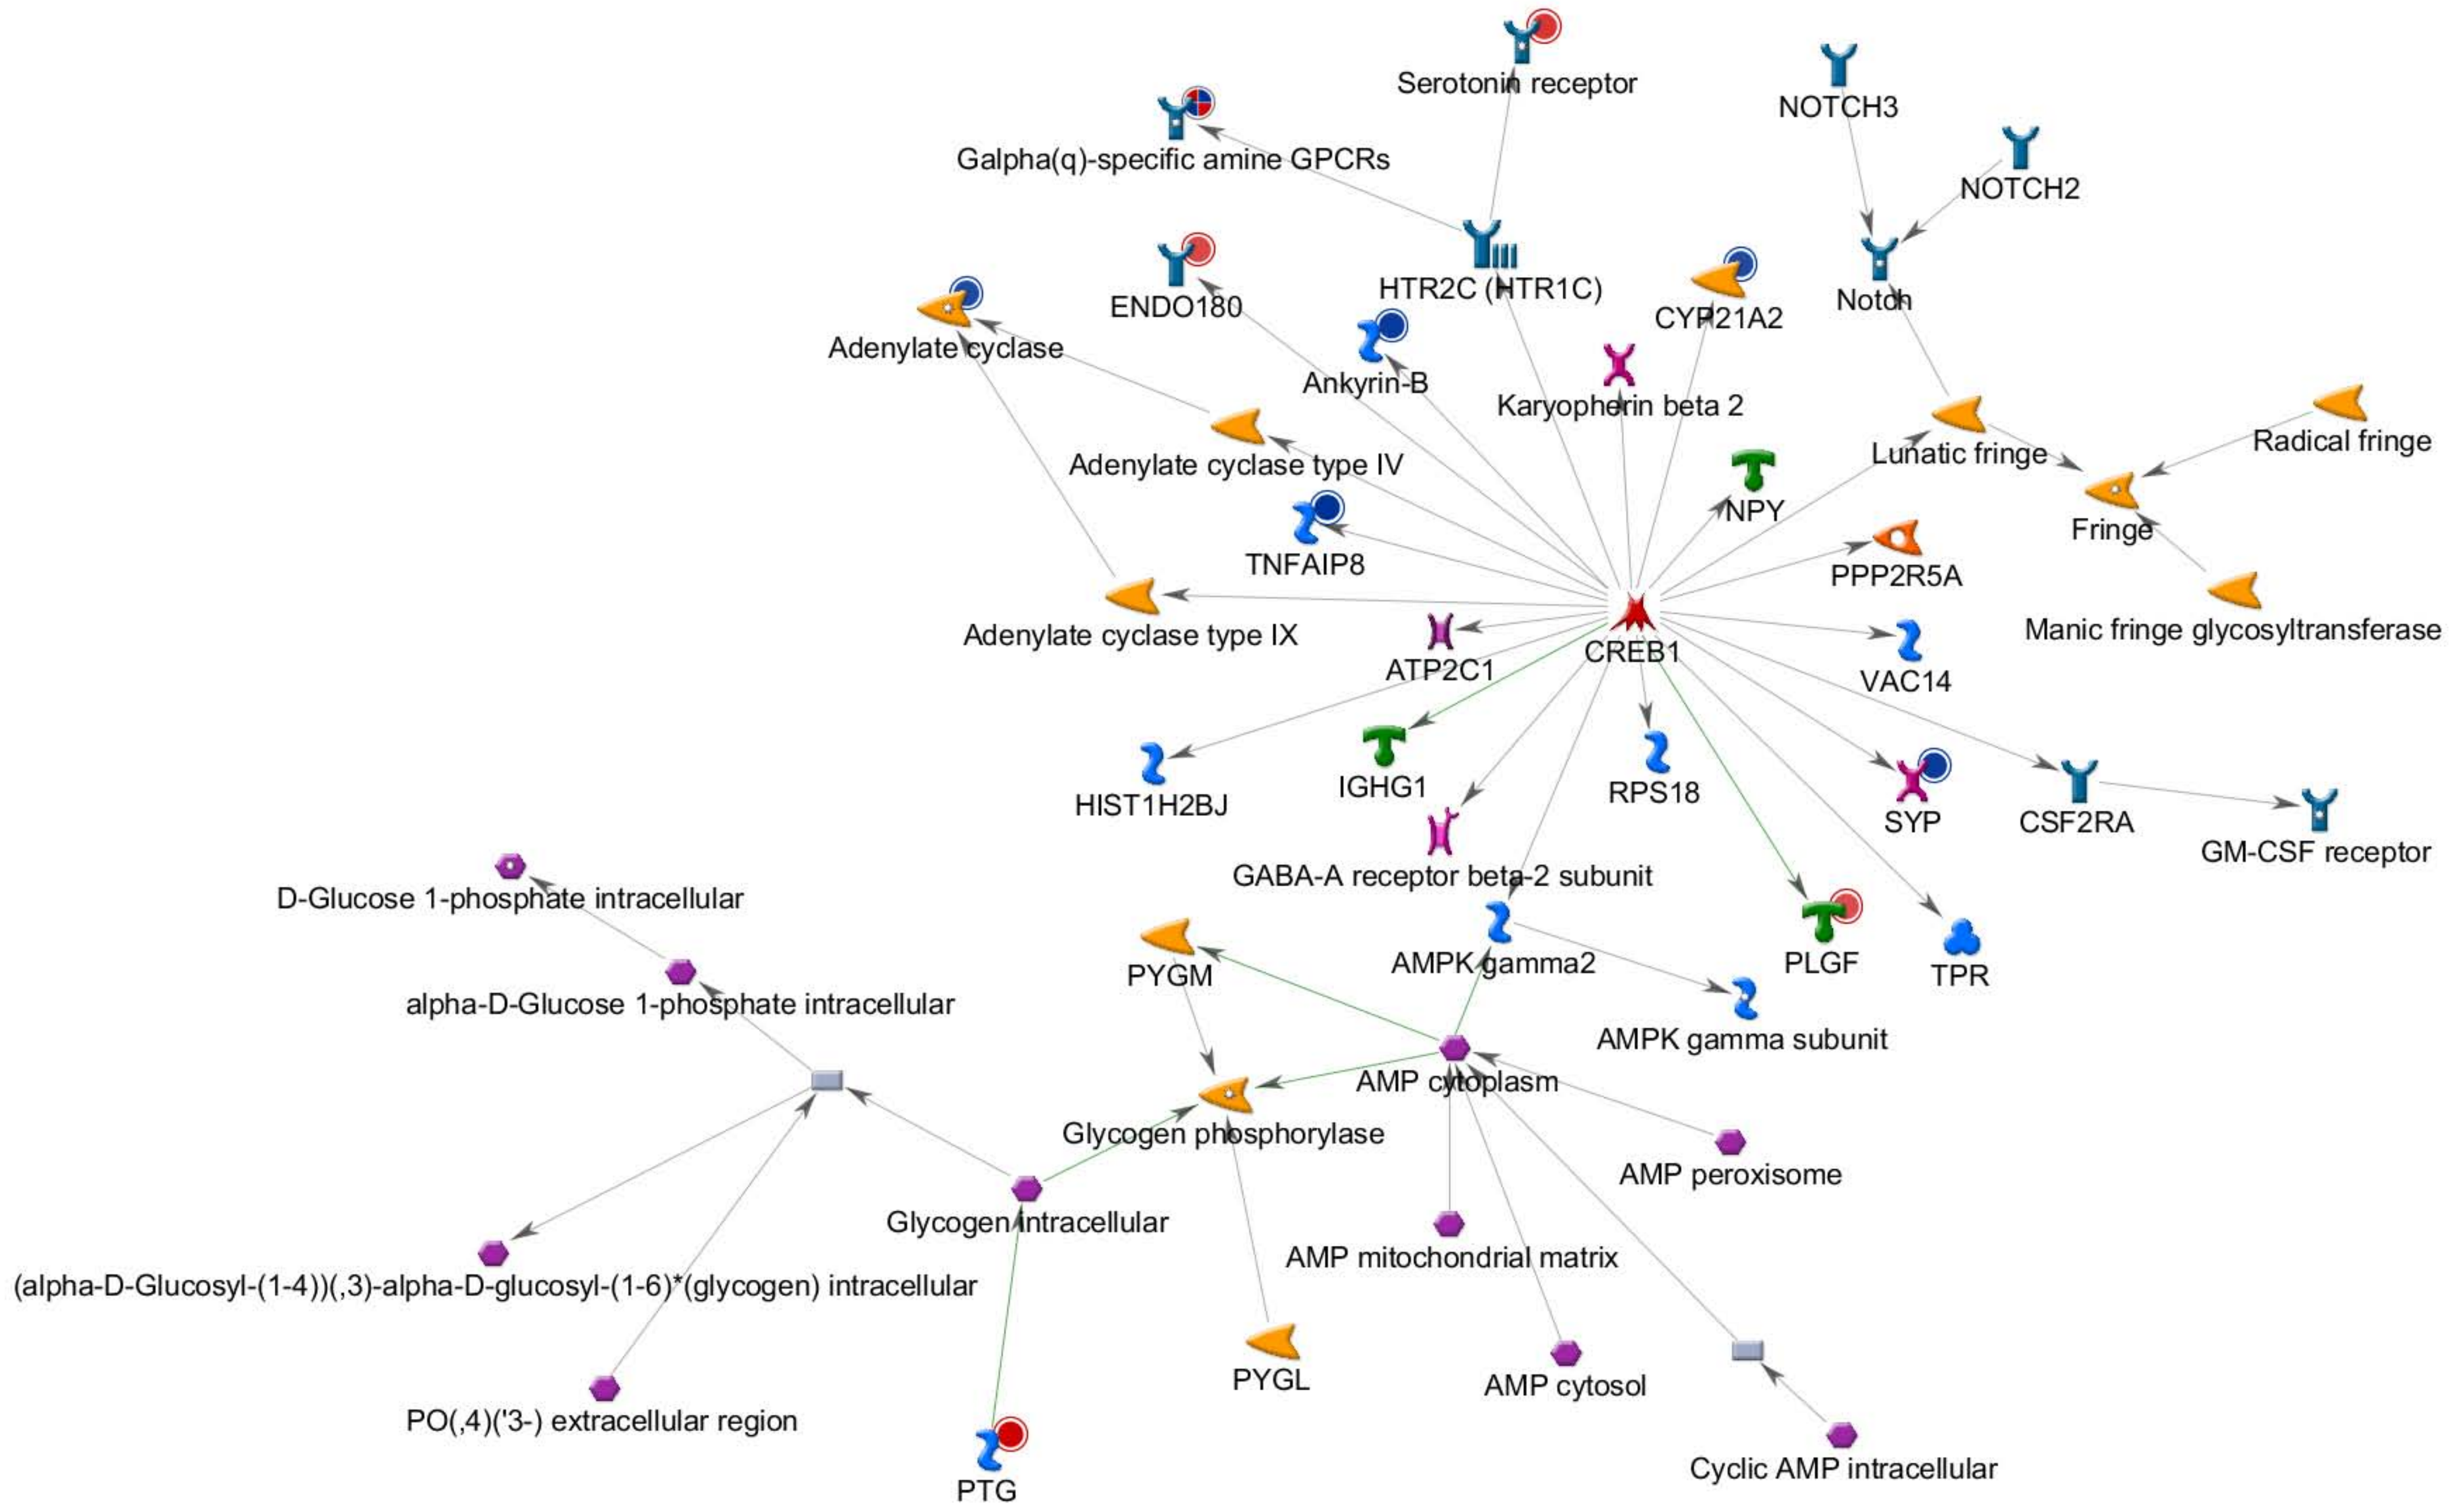 Serotonin receptor
NOTCH3
Galpha(q)-specific amine GPCRs
NOTCH2
HTR2C (HTR1C)
ENDO180
CYP21A2
Notch
Adenylate cyclase
Ankyrin-B
Karyopherin beta 2
Radical fringe
Lunatic fringe
Adenylate cyclase type IV
NPY
Fringe
TNFAIP8
PPP2R5A
Manic fringe glycosyltransferase
Adenylate cyclase type IX
CREB1
ATP2C1
VAC14
IGHG1
RPS18
HIST1H2BJ
SYP
CSF2RA
GM-CSF receptor
GABA-A receptor beta-2 subunit
D-Glucose 1-phosphate intracellular
AMPK gamma2
PLGF
PYGM
TPR
alpha-D-Glucose 1-phosphate intracellular
AMPK gamma subunit
AMP cytoplasm
Glycogen phosphorylase
AMP peroxisome
Glycogen intracellular
AMP mitochondrial matrix
(alpha-D-Glucosyl-(1-4))(,3)-alpha-D-glucosyl-(1-6)*(glycogen) intracellular
PYGL
AMP cytosol
PO(,4)('3-) extracellular region
Cyclic AMP intracellular
PTG